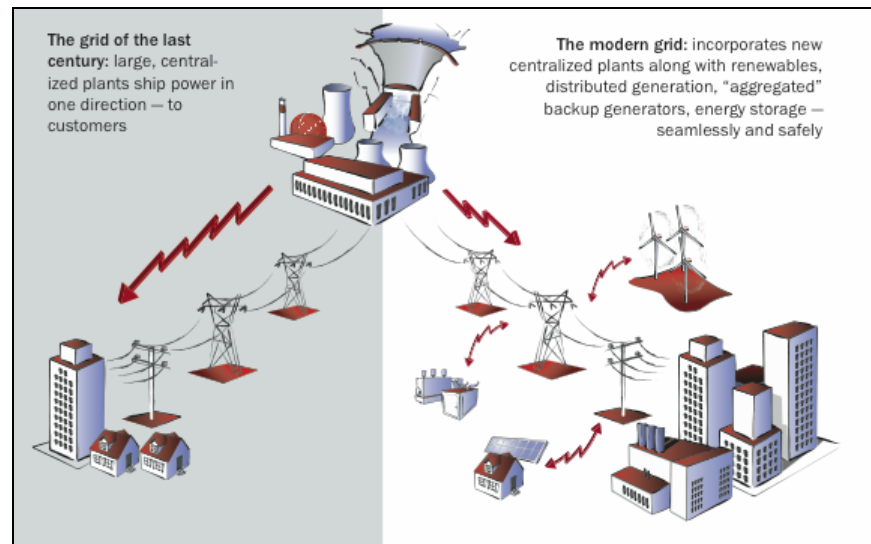 The grid of the last
century: large, central-
ized plants ship power in
one direction — to
customers
The modern grid: incorporates new
centralized plants along with renewables,
distributed generation, “aggregated”
backup generators, energy storage —
seamlessly and safely